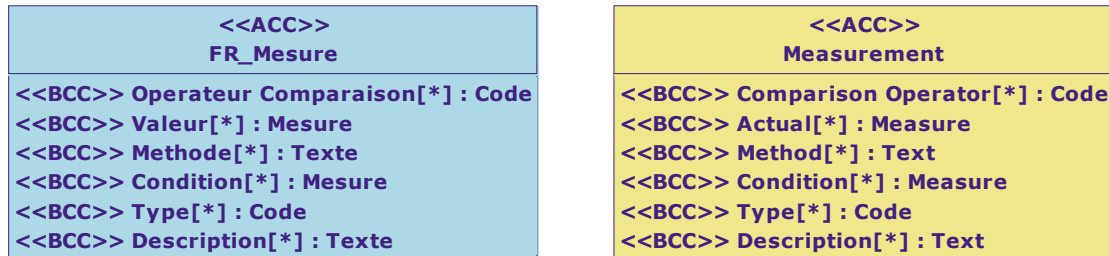 <<ACC>>
FR_Mesure
<<BCC>> Operateur Comparaison[*] : Code
<<BCC>> Valeur[*] : Mesure
<<BCC>> Methode[*] : Texte
<<BCC>> Condition[*] : Mesure
<<BCC>> Type[*] : Code
<<BCC>> Description[*] : Texte
<<ACC>>
Measurement
<<BCC>> Comparison Operator[*] : Code
<<BCC>> Actual[*] : Measure
<<BCC>> Method[*] : Text
<<BCC>> Condition[*] : Measure
<<BCC>> Type[*] : Code
<<BCC>> Description[*] : Text